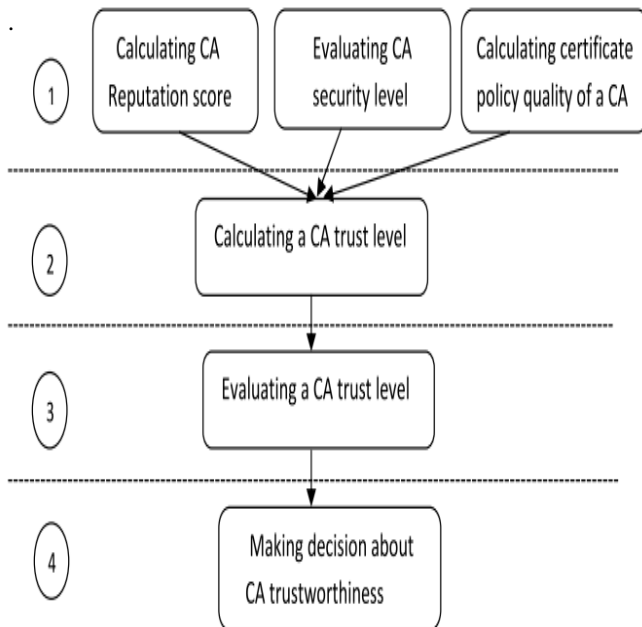 .
1
Calculating CA
Reputation score
Evaluating CA
security level
Calculating certificate
policy quality of a CA
2
Calculating a CA trust level
3
Evaluating a CA trust level
4
Making decision about
CA trustworthiness